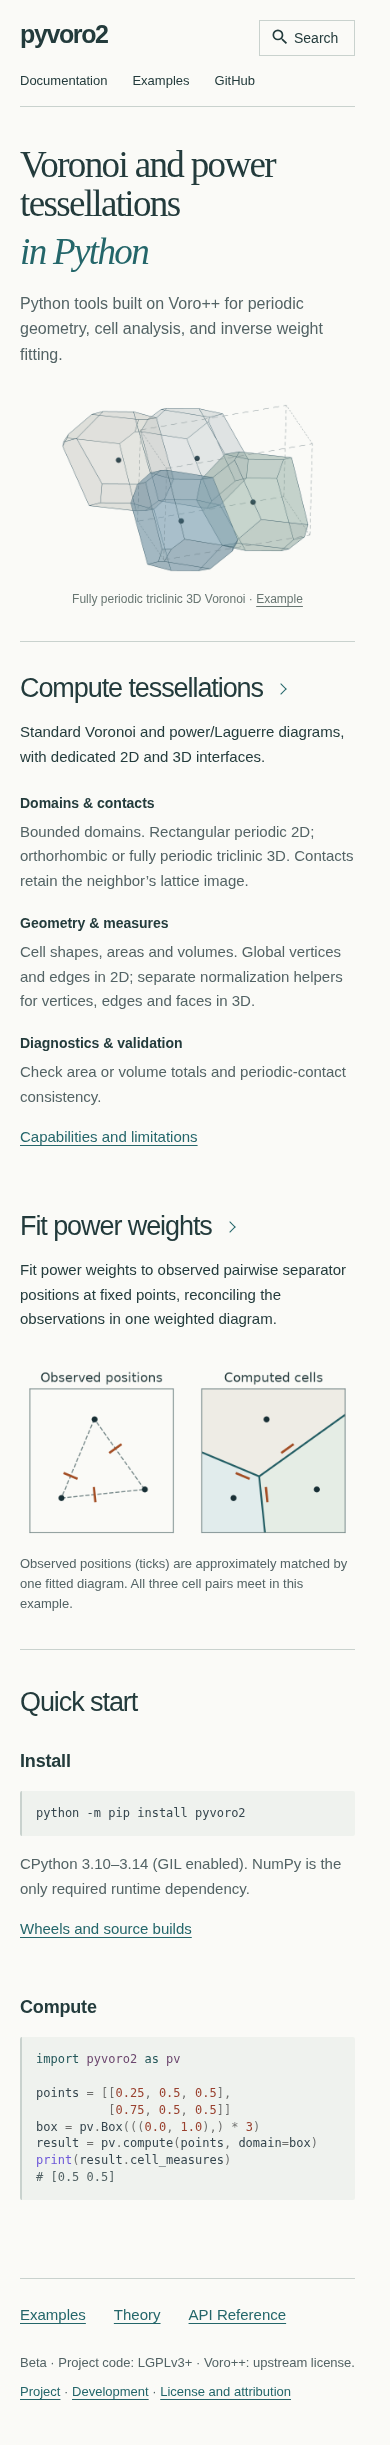 pyvoro2
Search
Documentation Examples GitHub
Voronoi and power
tessellations
in Python
Python tools built on Voro++ for periodic
geometry, cell analysis, and inverse weight
fitting.
Fully periodic triclinic 3D Voronoi · Example
Compute tessellations
Standard Voronoi and power/Laguerre diagrams,
with dedicated 2D and 3D interfaces.
Domains & contacts
Bounded domains. Rectangular periodic 2D;
orthorhombic or fully periodic triclinic 3D. Contacts
retain the neighbor’s lattice image.
Geometry & measures
Cell shapes, areas and volumes. Global vertices
and edges in 2D; separate normalization helpers
for vertices, edges and faces in 3D.
Diagnostics & validation
Check area or volume totals and periodic-contact
consistency.
Capabilities and limitations
Fit power weights
Fit power weights to observed pairwise separator
positions at fixed points, reconciling the
observations in one weighted diagram.
Observed positions Computed cells
Observed positions (ticks) are approximately matched by
one fitted diagram. All three cell pairs meet in this
example.
Quick start
Install
python -m pip install pyvoro2
CPython 3.10–3.14 (GIL enabled). NumPy is the
only required runtime dependency.
Wheels and source builds
Compute
import pyvoro2 as pv
points = [[0.25, 0.5, 0.5],
[0.75, 0.5, 0.5]]
box = pv.Box(((0.0, 1.0),) * 3)
result = pv.compute(points, domain=box)
print(result.cell_measures)
# [0.5 0.5]
Examples Theory API Reference
Beta · Project code: LGPLv3+ · Voro++: upstream license.
Project · Development · License and attribution